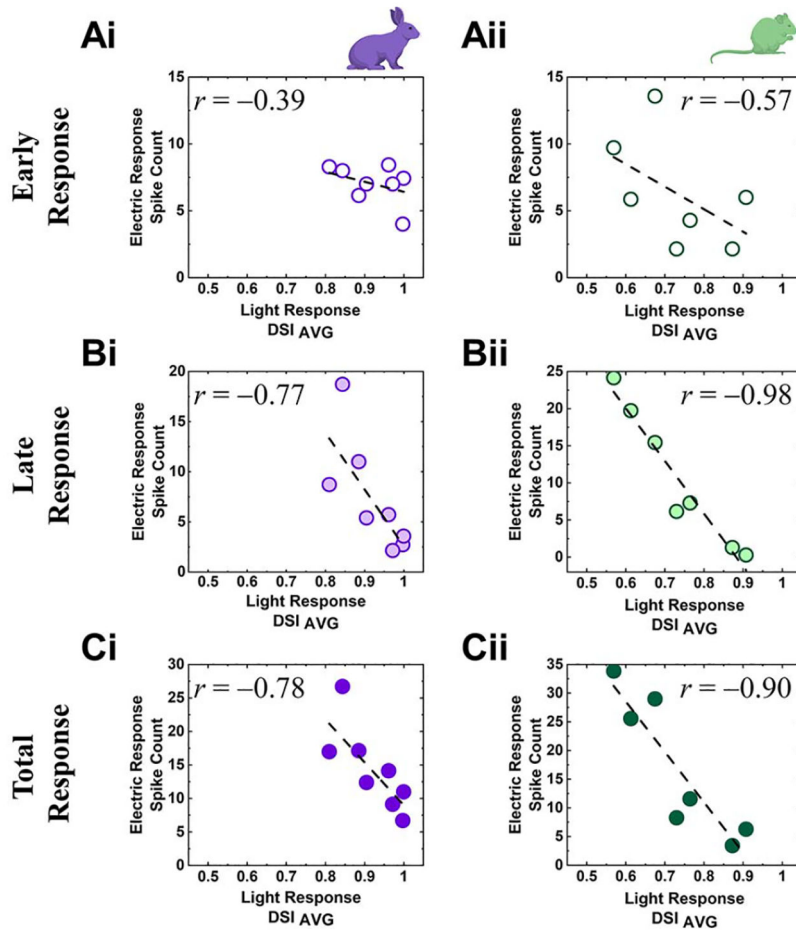 Ai
Aii
Early
Response
Electric Response
Spike Count
15
10
5
0
r = –0.39
0.5 0.6 0.7 0.8 0.9 1
Light Response
DSI AVG
Electric Response
Spike Count
15
10
5
0
r = –0.57
0.5 0.6 0.7 0.8 0.9 1
Light Response
DSI AVG
Bi
Bii
Late
Response
Electric Response
Spike Count
20
15
10
5
0
r = –0.77
0.5 0.6 0.7 0.8 0.9 1
Light Response
DSI AVG
Electric Response
Spike Count
25
20
15
10
5
0
r = –0.98
0.5 0.6 0.7 0.8 0.9 1
Light Response
DSI AVG
Ci
Cii
Total
Response
Electric Response
Spike Count
30
25
20
15
10
5
0
r = –0.78
0.5 0.6 0.7 0.8 0.9 1
Light Response
DSI AVG
Electric Response
Spike Count
35
30
25
20
15
10
5
0
r = –0.90
0.5 0.6 0.7 0.8 0.9 1
Light Response
DSI AVG